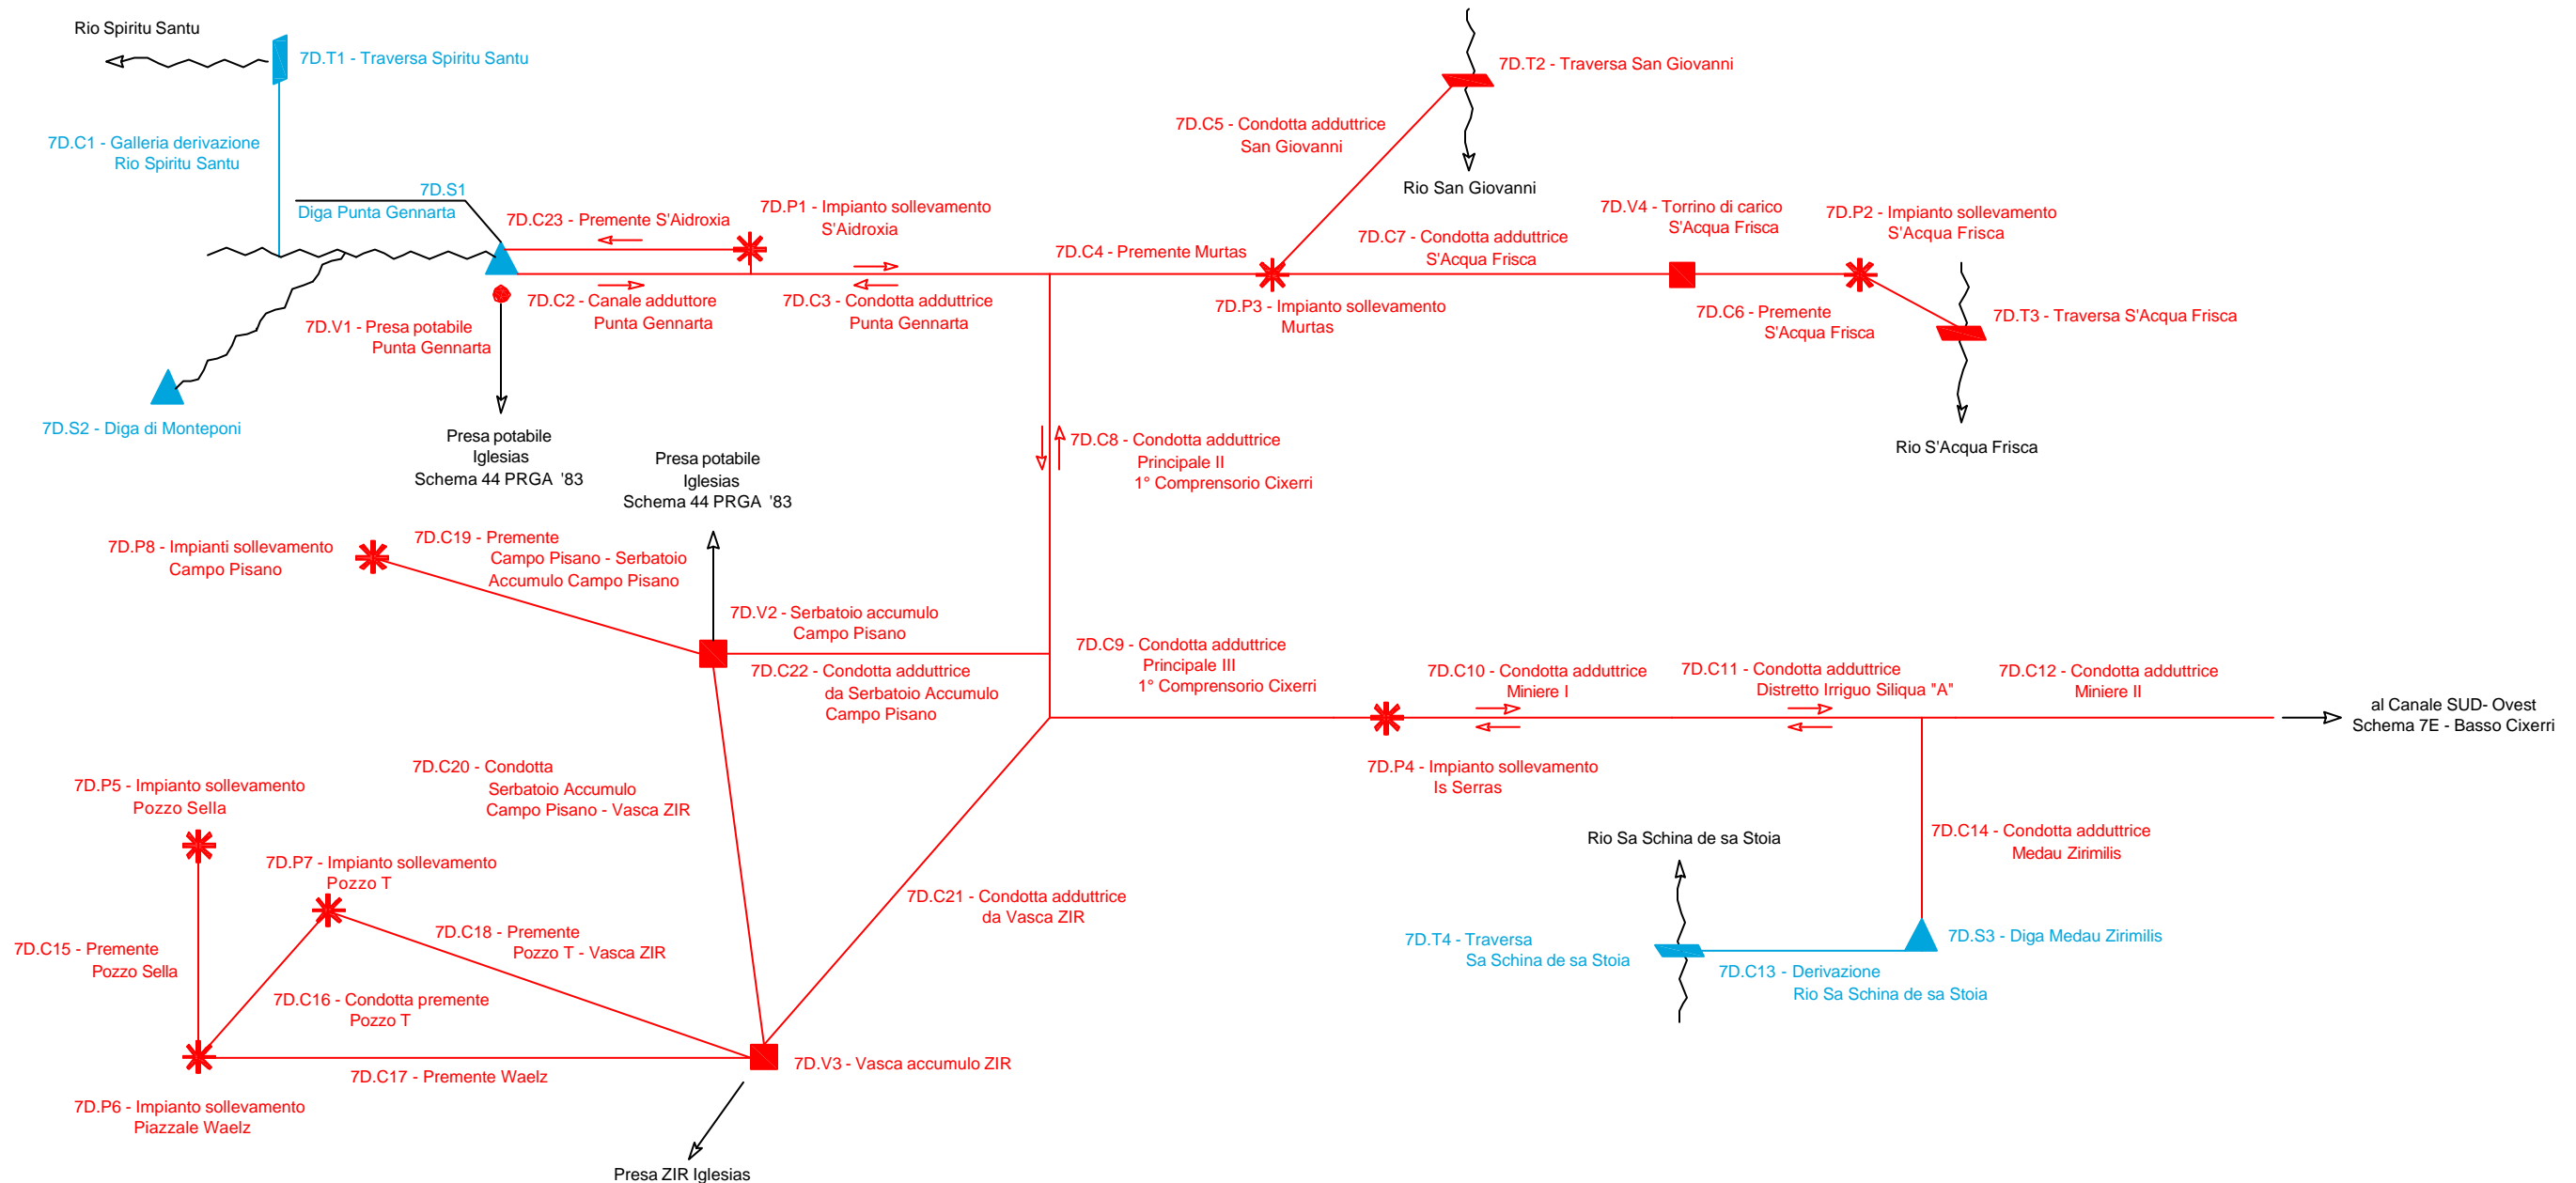 Rio Spiritu Santu
7D.T1 - Traversa Spiritu Santu
7D.C1 - Galleria derivazione
Rio Spiritu Santu
7D.S1
Diga Punta Gennarta
7D.C23 - Premente S'Aidroxia
7D.P1 - Impianto sollevamento
S'Aidroxia
7D.C2 - Canale adduttore
Punta Gennarta
7D.C3 - Condotta adduttrice
Punta Gennarta
7D.V1 - Presa potabile
Punta Gennarta
7D.S2 - Diga di Monteponi
Presa potabile
Iglesias
Schema 44 PRGA '83
7D.T2 - Traversa San Giovanni
7D.C5 - Condotta adduttrice
San Giovanni
Rio San Giovanni
7D.C4 - Premente Murtas
7D.C7 - Condotta adduttrice
S'Acqua Frisca
7D.V4 - Torrino di carico
S'Acqua Frisca
7D.P2 - Impianto sollevamento
S'Acqua Frisca
7D.P3 - Impianto sollevamento
Murtas
7D.C6 - Premente
S'Acqua Frisca
7D.T3 - Traversa S'Acqua Frisca
Rio S'Acqua Frisca
Presa potabile
Iglesias
Schema 44 PRGA '83
7D.C8 - Condotta adduttrice
Principale II
1° Comprensorio Cixerri
7D.P8 - Impianti sollevamento
Campo Pisano
7D.C19 - Premente
Campo Pisano - Serbatoio
Accumulo Campo Pisano
7D.V2 - Serbatoio accumulo
Campo Pisano
7D.C22 - Condotta adduttrice
da Serbatoio Accumulo
Campo Pisano
7D.C9 - Condotta adduttrice
Principale III
1° Comprensorio Cixerri
7D.C10 - Condotta adduttrice
Miniere I
7D.C11 - Condotta adduttrice
Distretto Irriguo Siliqua "A"
7D.C12 - Condotta adduttrice
Miniere II
al Canale SUD- Ovest
Schema 7E - Basso Cixerri
7D.P4 - Impianto sollevamento
Is Serras
7D.C20 - Condotta
Serbatoio Accumulo
Campo Pisano - Vasca ZIR
7D.P5 - Impianto sollevamento
Pozzo Sella
7D.P7 - Impianto sollevamento
Pozzo T
7D.C15 - Premente
Pozzo Sella
7D.C18 - Premente
Pozzo T - Vasca ZIR
7D.C16 - Condotta premente
Pozzo T
7D.C21 - Condotta adduttrice
da Vasca ZIR
Rio Sa Schina de sa Stoia
7D.C14 - Condotta adduttrice
Medau Zirimilis
7D.T4 - Traversa
Sa Schina de sa Stoia
7D.S3 - Diga Medau Zirimilis
7D.C13 - Derivazione
Rio Sa Schina de sa Stoia
7D.C17 - Premente Waelz
7D.V3 - Vasca accumulo ZIR
7D.P6 - Impianto sollevamento
Piazzale Waelz
Presa ZIR Iglesias